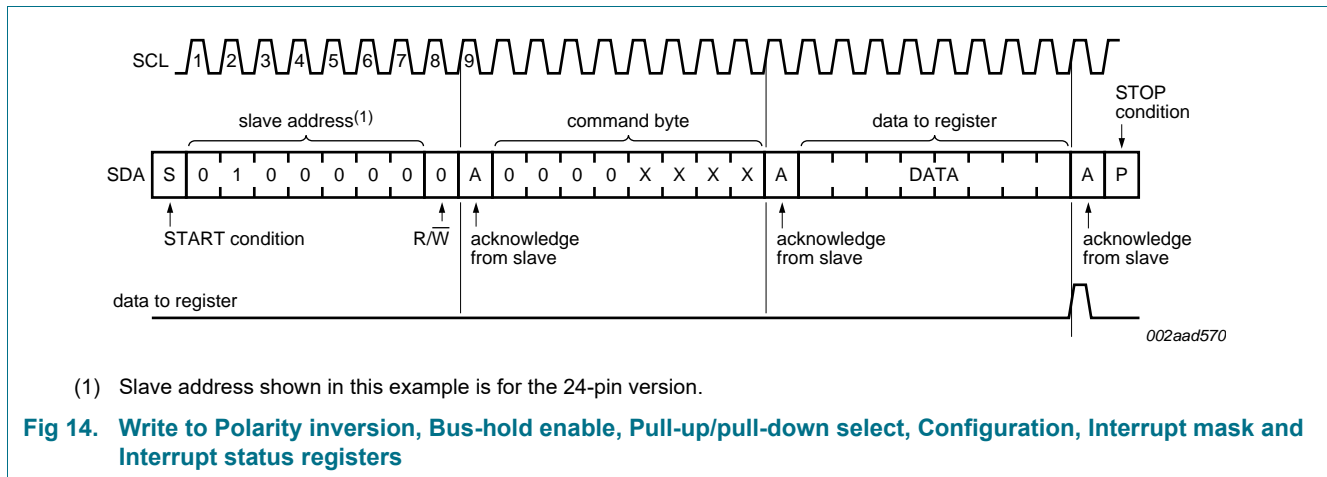 SCL 1 2 3 4 5 6 7 8 9
STOP
condition
slave address(1) command byte data to register
SDA S 0 1 0 0 0 0 0 0 A 0 0 0 0 X X X X A DATA A P
START condition R/W acknowledge acknowledge acknowledge
from slave from slave from slave
data to register
002aad570
(1) Slave address shown in this example is for the 24-pin version.
Fig 14. Write to Polarity inversion, Bus-hold enable, Pull-up/pull-down select, Configuration, Interrupt mask and
Interrupt status registers